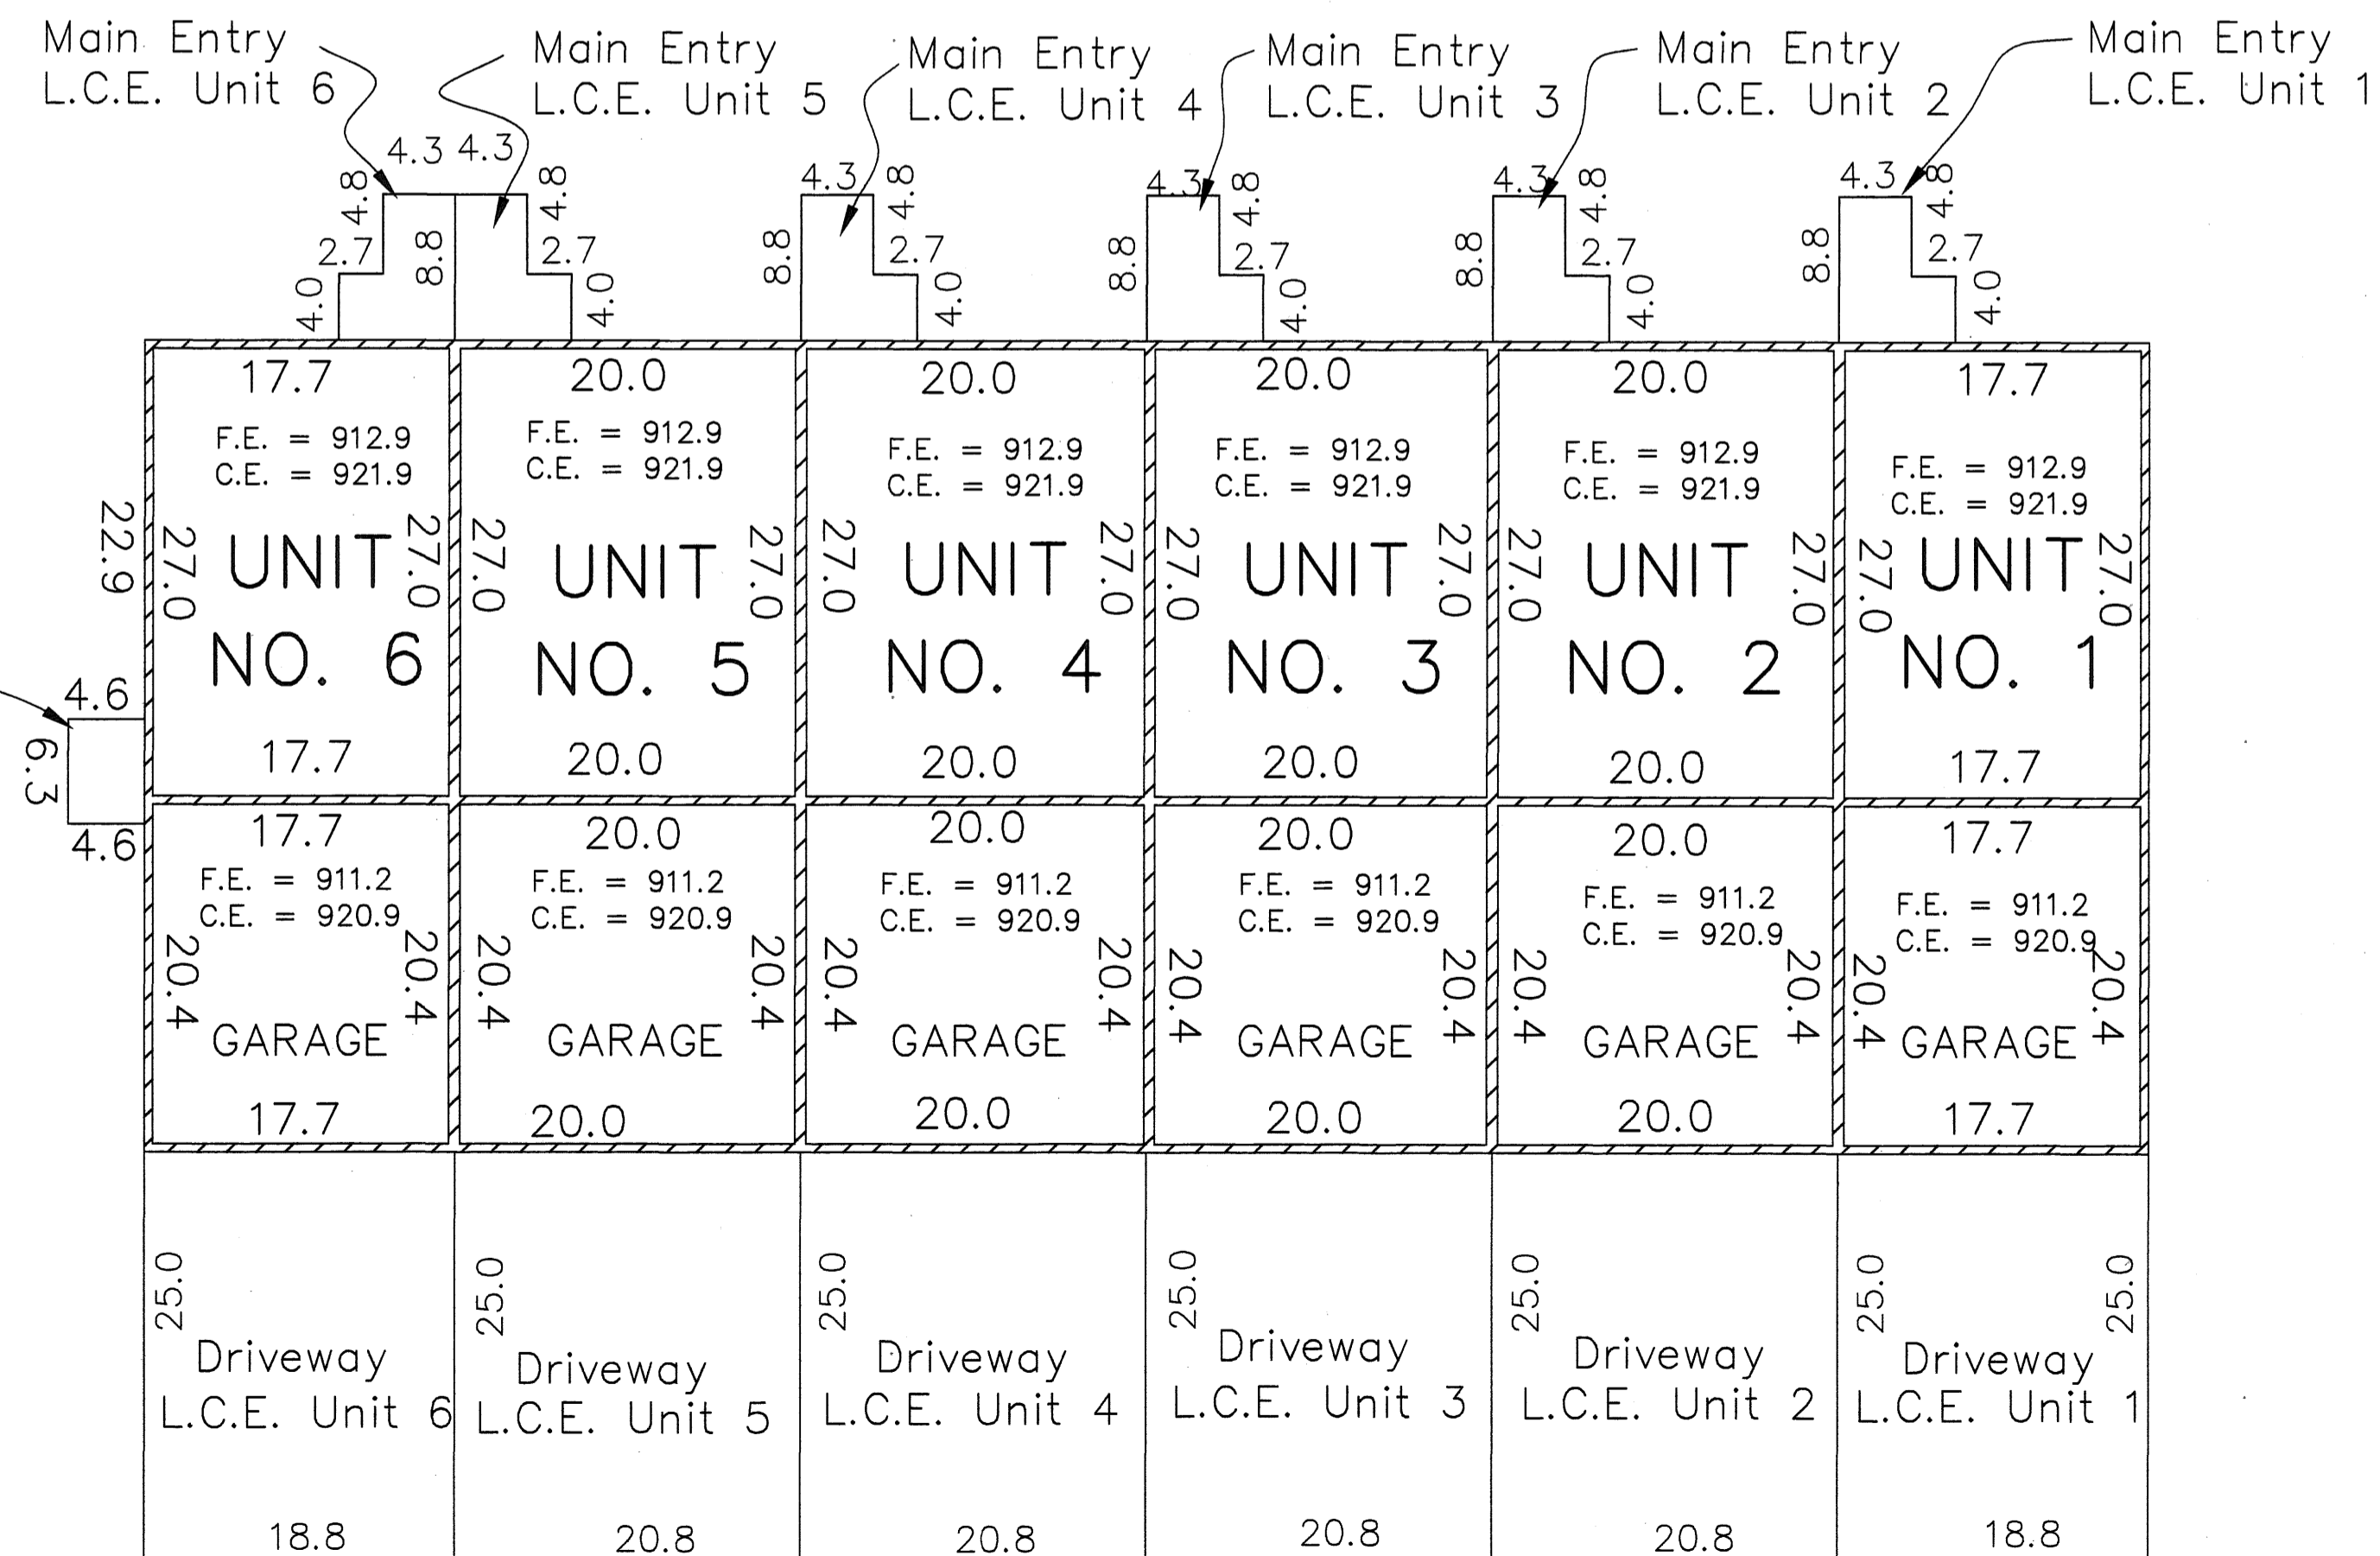 Main Entry
L.C.E. Unit 6
Main Entry
L.C.E. Unit 5
Main Entry
L.C.E. Unit 4
Main Entry
L.C.E. Unit 3
Main Entry
L.C.E. Unit 2
Main Entry
L.C.E. Unit 1
4.3 4.3
4.8
4.8
2.7
8.8
2.7
4.0
4.0
4.3
4.8
8.8
2.7
4.0
4.3
4.8
8.8
2.7
4.0
4.3
4.8
8.8
2.7
4.0
4.3
4.8
8.8
2.7
4.0
17.7
F.E. = 912.9
C.E. = 921.9
22.9
27.0
27.0
UNIT
NO. 6
17.7
4.6
6.3
4.6
20.0
F.E. = 912.9
C.E. = 921.9
27.0
27.0
UNIT
NO. 5
20.0
20.0
F.E. = 912.9
C.E. = 921.9
27.0
27.0
UNIT
NO. 4
20.0
20.0
F.E. = 912.9
C.E. = 921.9
27.0
27.0
UNIT
NO. 3
20.0
20.0
F.E. = 912.9
C.E. = 921.9
27.0
27.0
UNIT
NO. 2
20.0
17.7
F.E. = 912.9
C.E. = 921.9
27.0
27.0
UNIT
NO. 1
17.7
17.7
F.E. = 911.2
C.E. = 920.9
20.4
20.4
GARAGE
17.7
20.0
F.E. = 911.2
C.E. = 920.9
20.4
20.4
GARAGE
20.0
20.0
F.E. = 911.2
C.E. = 920.9
20.4
20.4
GARAGE
20.0
20.0
F.E. = 911.2
C.E. = 920.9
20.4
20.4
GARAGE
20.0
20.0
F.E. = 911.2
C.E. = 920.9
20.4
20.4
GARAGE
20.0
17.7
F.E. = 911.2
C.E. = 920.9
20.4
20.4
GARAGE
17.7
25.0
Driveway
L.C.E. Unit 6
18.8
25.0
Driveway
L.C.E. Unit 5
20.8
25.0
Driveway
L.C.E. Unit 4
20.8
25.0
Driveway
L.C.E. Unit 3
20.8
25.0
Driveway
L.C.E. Unit 2
20.8
25.0
25.0
Driveway
L.C.E. Unit 1
18.8